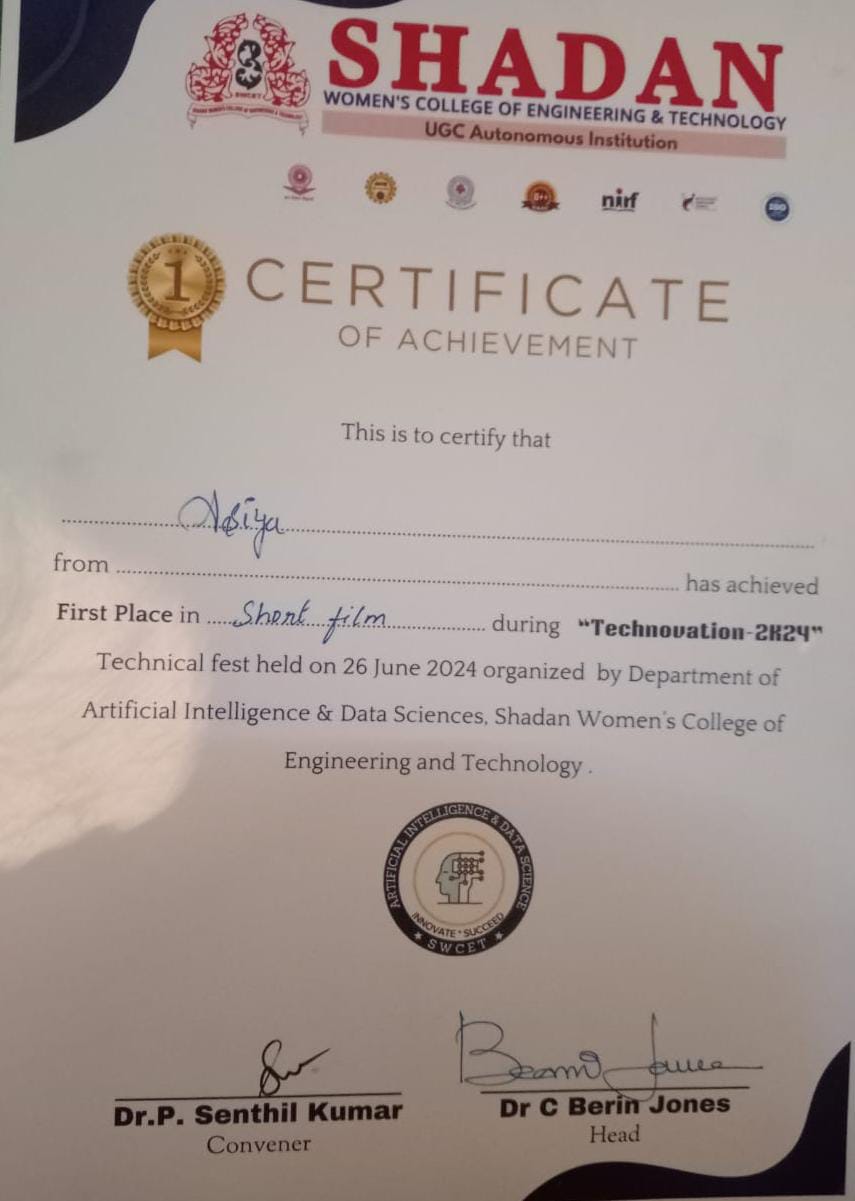 SHADAN
WOMEN'S COLLEGE OF ENGINEERING & TECHNOLOGY
UGC Autonomous Institution
SWCET
nirf
ISO
1
CERTIFICATE
OF ACHIEVEMENT
This is to certify that
Asiya
from ........ has achieved
First Place in ..... Short film ........ during "Technovation-2K24"
Technical fest held on 26 June 2024 organized by Department of
Artificial Intelligence & Data Sciences, Shadan Women's College of
Engineering and Technology .
ARTIFICIAL INTELLIGENCE & DATA SCIENCE
INNOVATE • SUCCEED
★ SWCET ★
Dr.P. Senthil Kumar
Convener
Dr C Berin Jones
Head